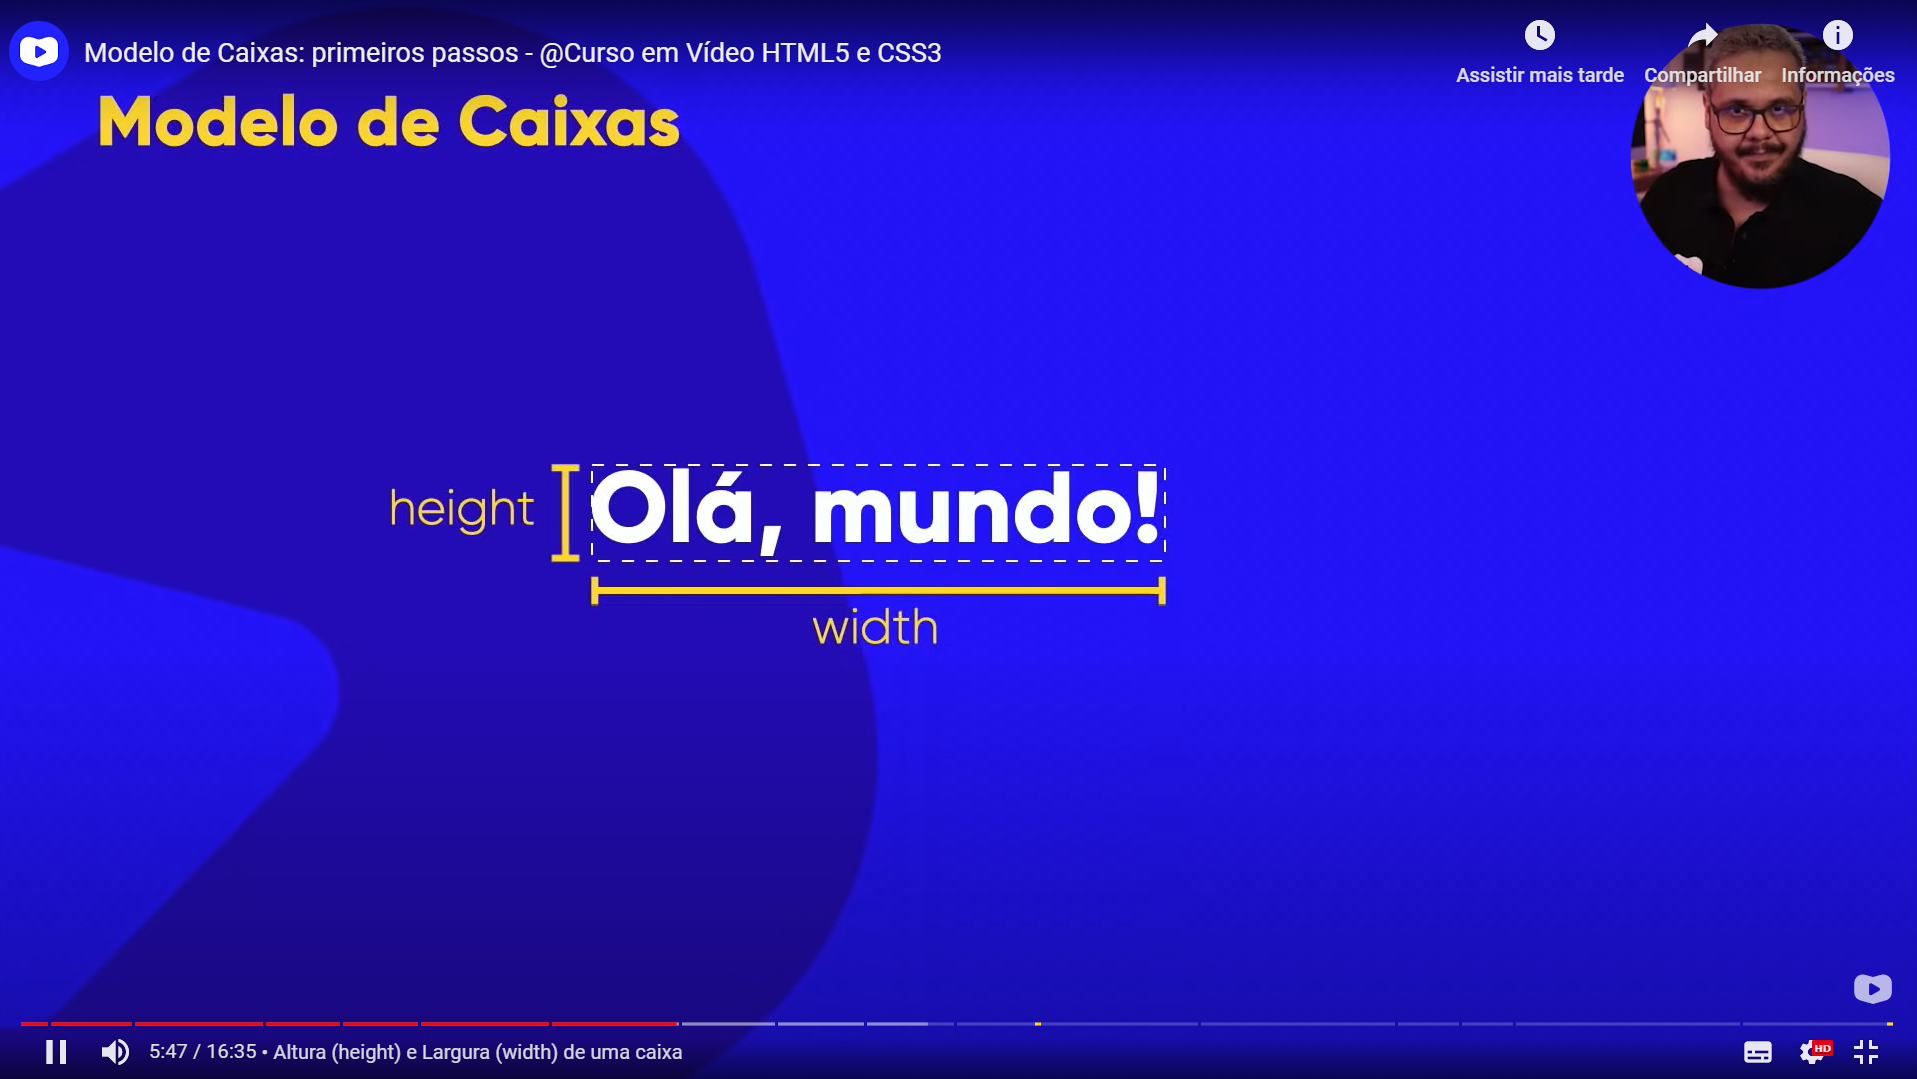 Modelo de Caixas: primeiros passos - @Curso em Vídeo HTML5 e CSS3
Assistir mais tarde
Compartilhar
Informações
Modelo de Caixas
height
Olá, mundo!
width
5:47 / 16:35 • Altura (height) e Largura (width) de uma caixa
HD